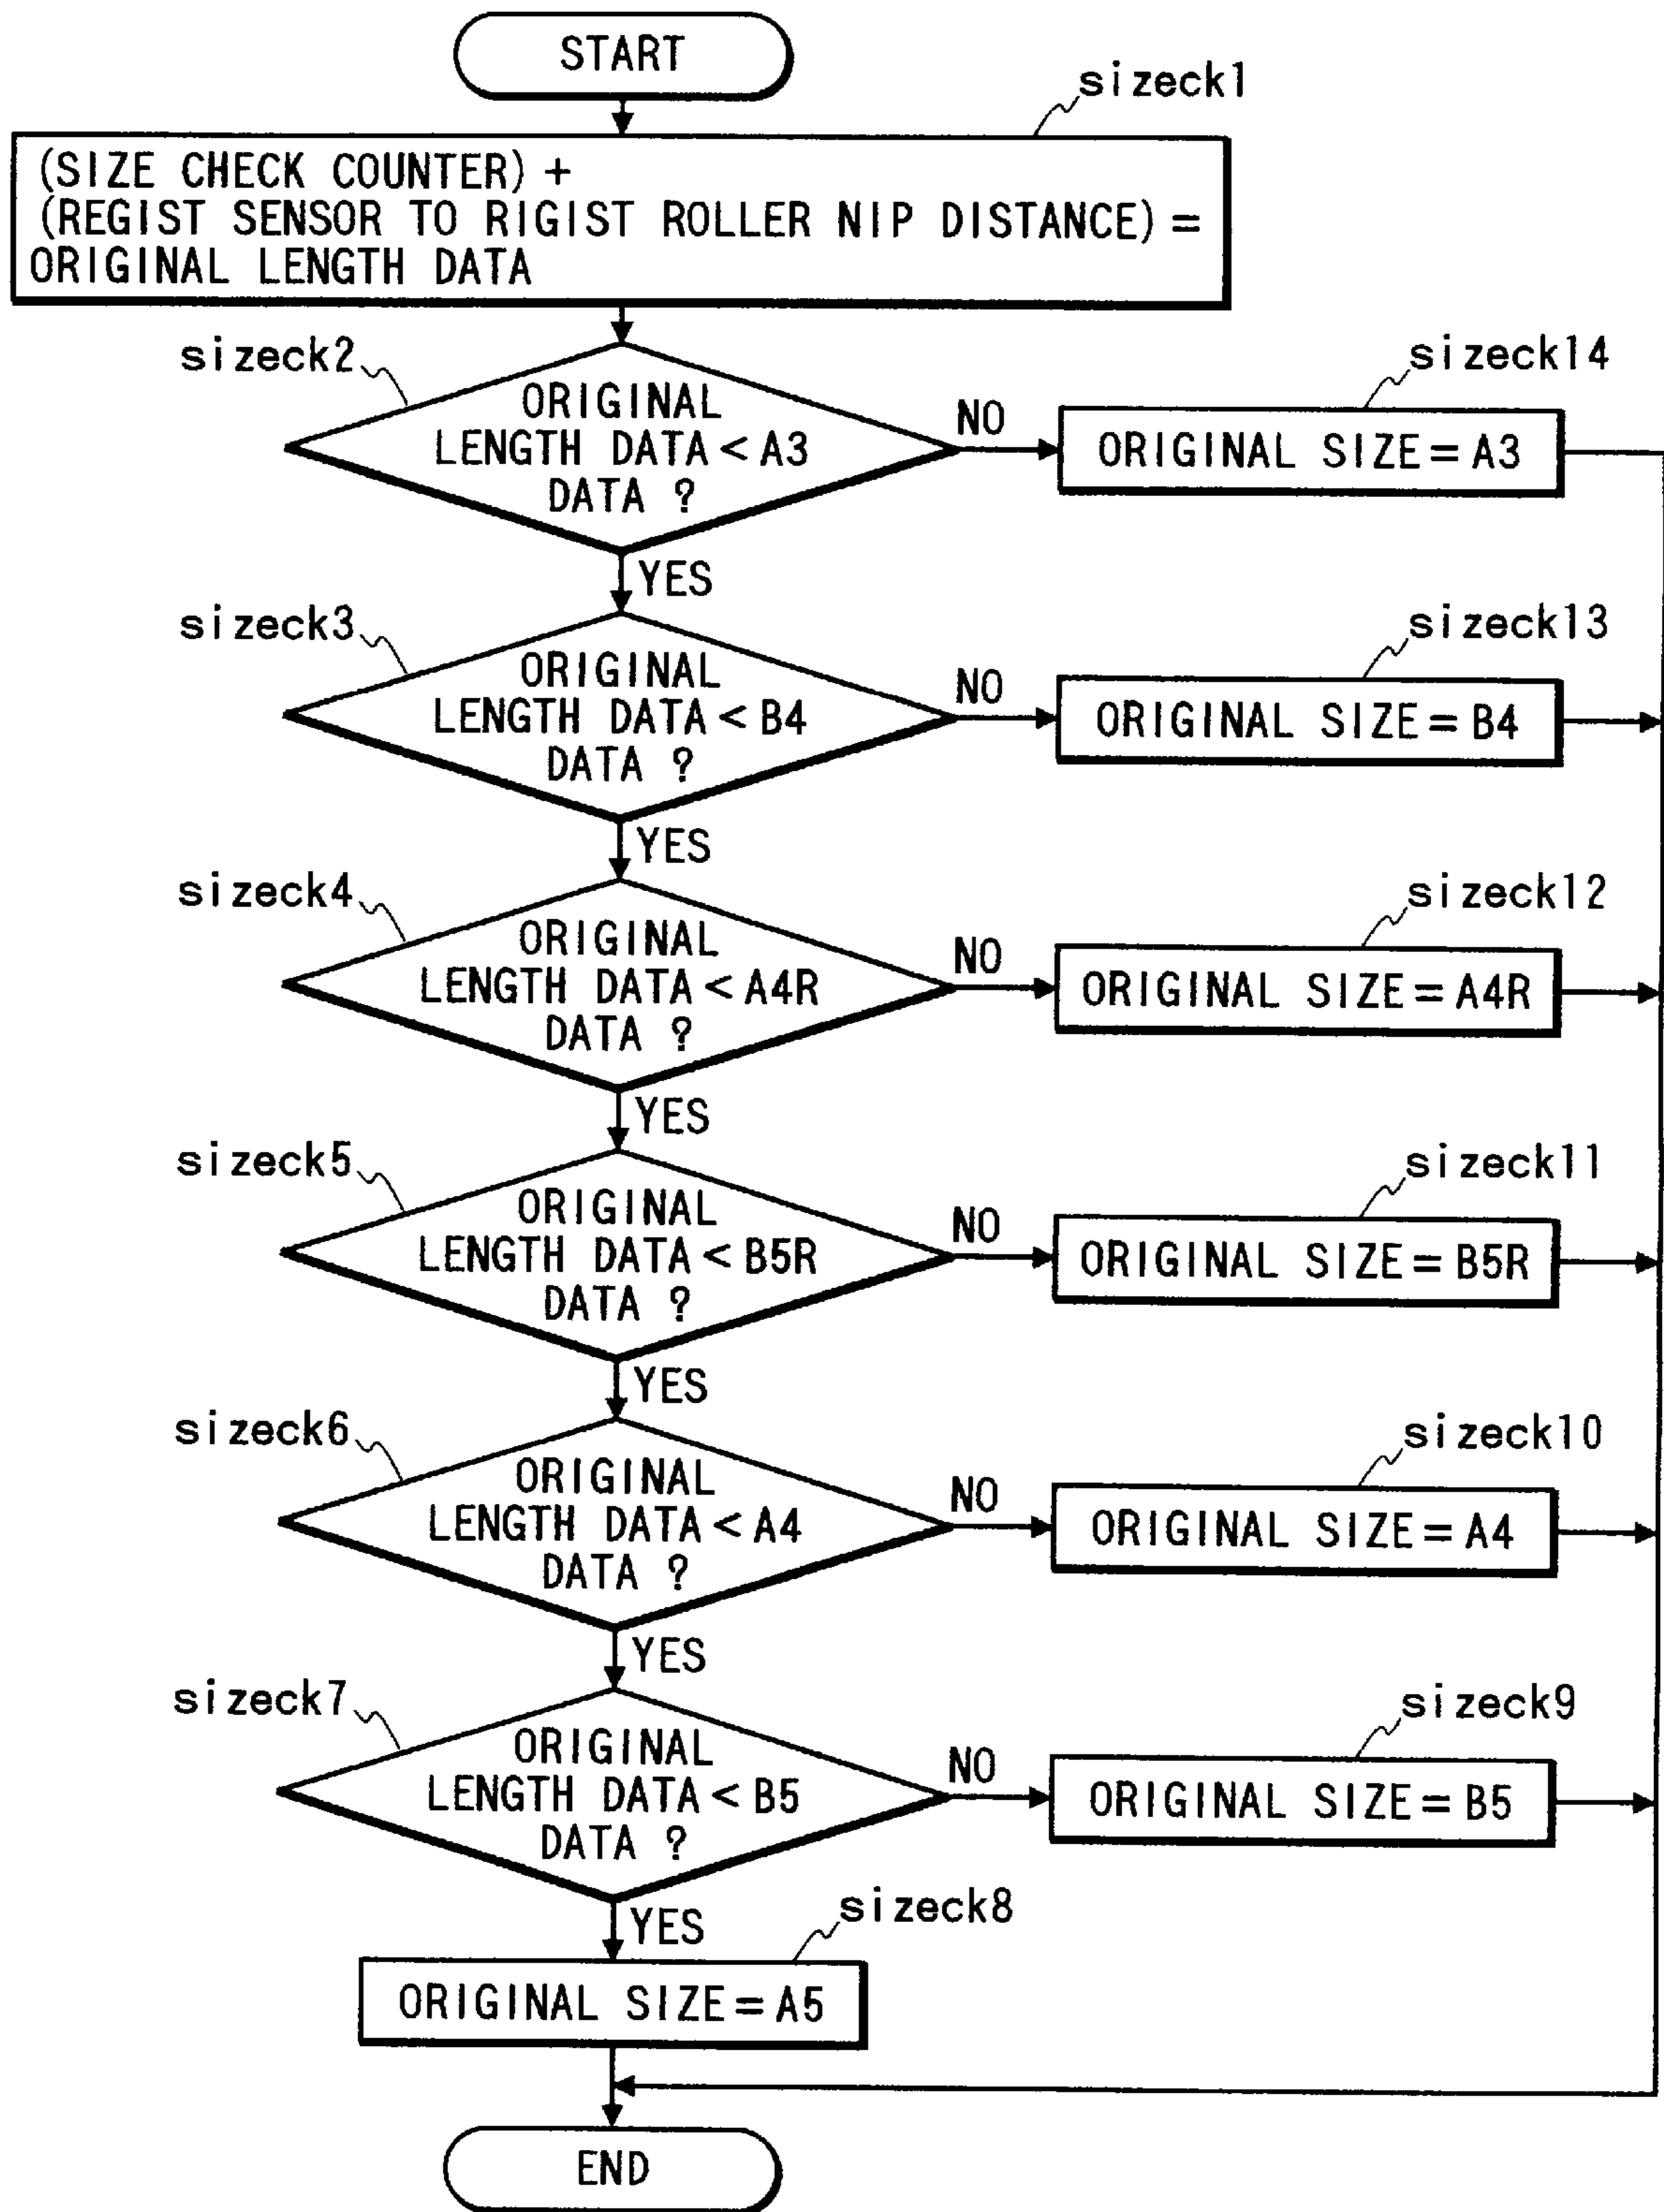 START
sizeck1
(SIZE CHECK COUNTER) +
(REGIST SENSOR TO RIGIST ROLLER NIP DISTANCE) =
ORIGINAL LENGTH DATA
sizeck2
ORIGINAL
LENGTH DATA < A3
DATA ?
NO
sizeck14
ORIGINAL SIZE = A3
YES
sizeck3
ORIGINAL
LENGTH DATA < B4
DATA ?
NO
sizeck13
ORIGINAL SIZE = B4
YES
sizeck4
ORIGINAL
LENGTH DATA < A4R
DATA ?
NO
sizeck12
ORIGINAL SIZE = A4R
YES
sizeck5
ORIGINAL
LENGTH DATA < B5R
DATA ?
NO
sizeck11
ORIGINAL SIZE = B5R
YES
sizeck6
ORIGINAL
LENGTH DATA < A4
DATA ?
NO
sizeck10
ORIGINAL SIZE = A4
YES
sizeck7
ORIGINAL
LENGTH DATA < B5
DATA ?
NO
sizeck9
ORIGINAL SIZE = B5
YES
sizeck8
ORIGINAL SIZE = A5
END